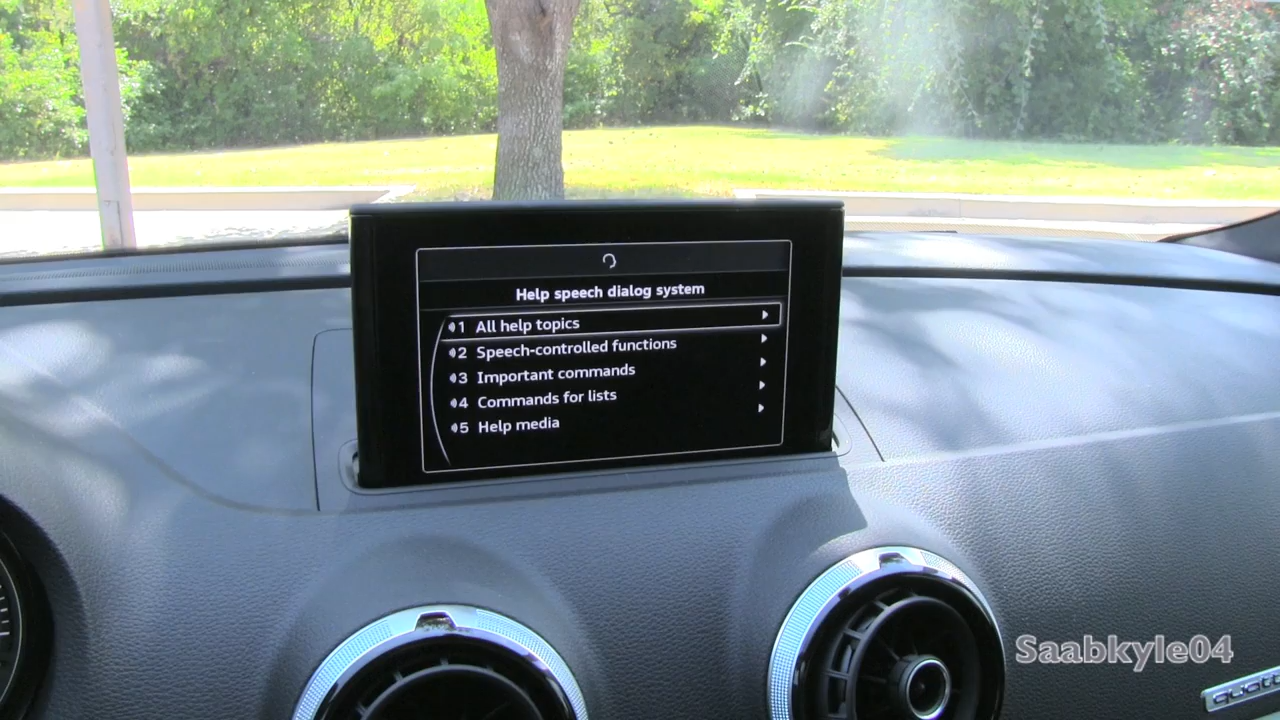 Help speech dialog system
1 All help topics
2 Speech-controlled functions
3 Important commands
4 Commands for lists
5 Help media
Saabkyle04